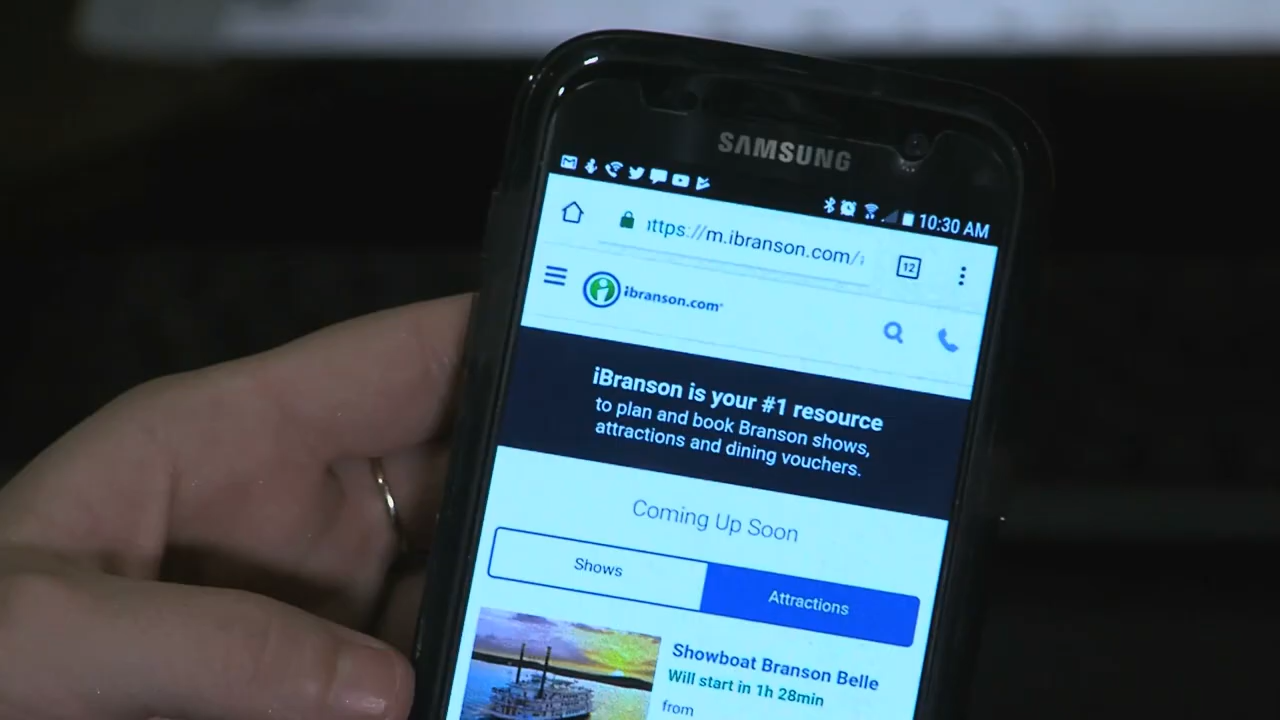 SAMSUNG
10:30 AM
ttps://m.ibranson.com/
12
ibranson.com
iBranson is your #1 resource
to plan and book Branson shows,
attractions and dining vouchers.
Coming Up Soon
Shows
Attractions
Showboat Branson Belle
Will start in 1h 28min
from